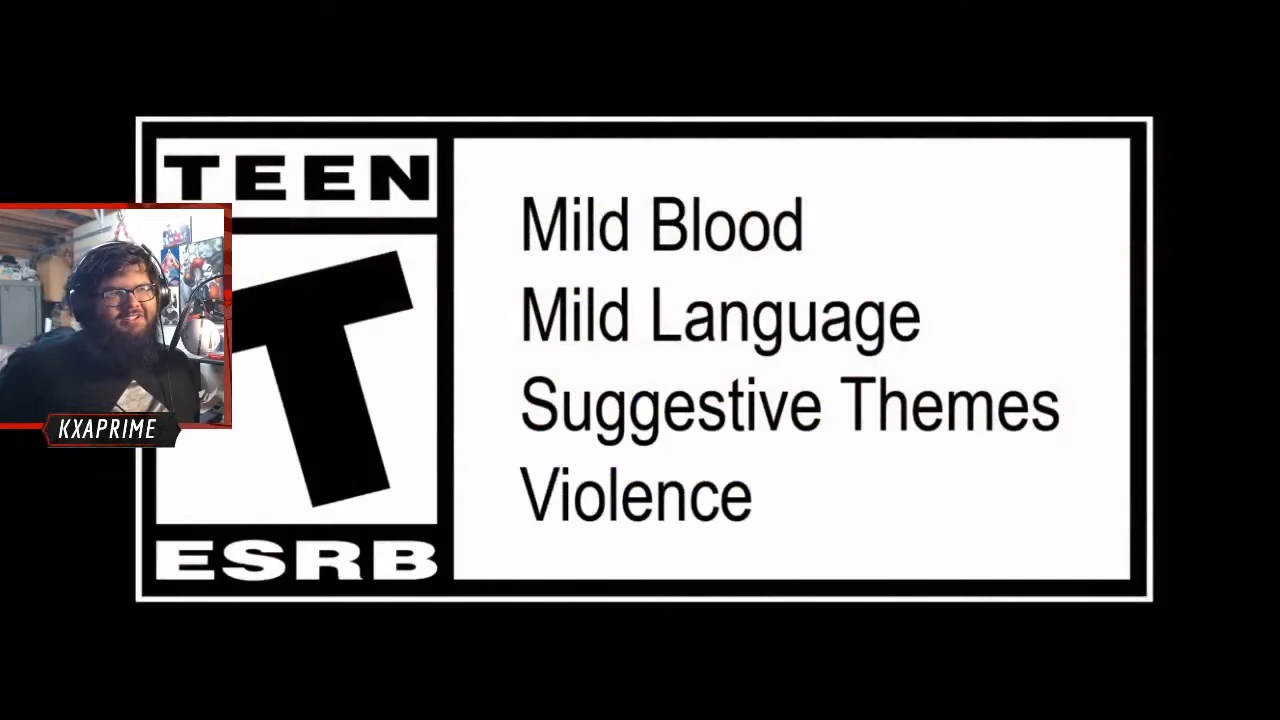 TEEN
T
ESRB
Mild Blood
Mild Language
Suggestive Themes
Violence
KXAPRIME